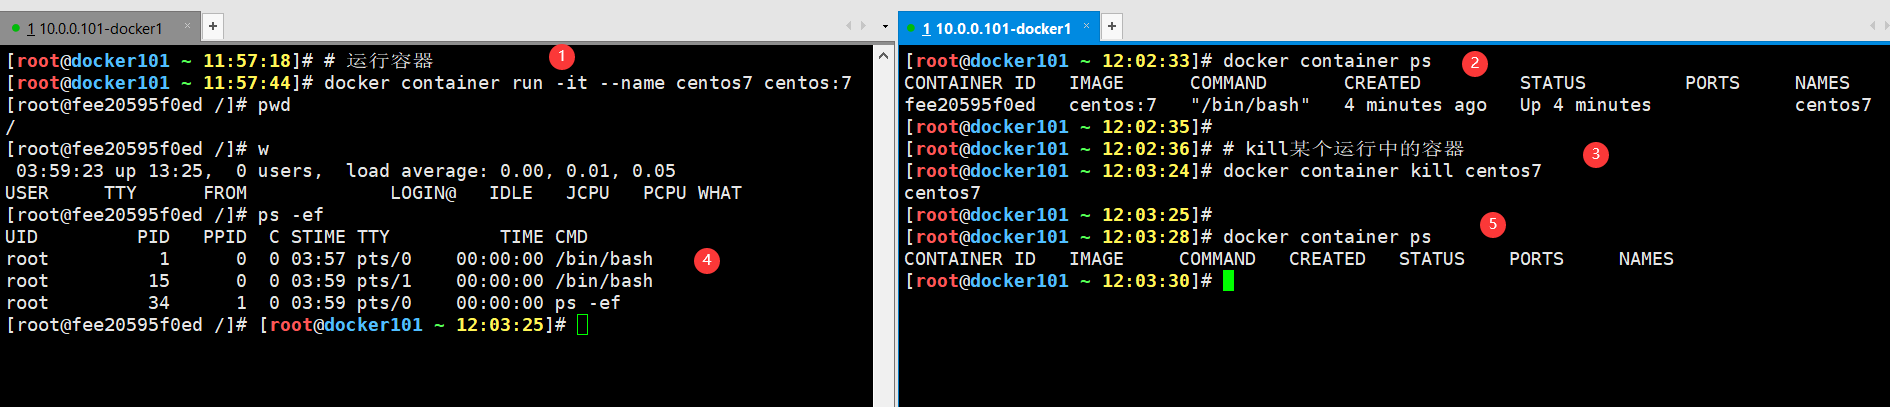 1 10.0.0.101-docker1 × +
[root@docker101 ~ 11:57:18]# # 运行容器 1
[root@docker101 ~ 11:57:44]# docker container run -it --name centos7 centos:7
[root@fee20595f0ed /]# pwd
/
[root@fee20595f0ed /]# w
 03:59:23 up 13:25,  0 users,  load average: 0.00, 0.01, 0.05
USER     TTY      FROM             LOGIN@   IDLE   JCPU   PCPU WHAT
[root@fee20595f0ed /]# ps -ef
UID         PID   PPID  C STIME TTY          TIME CMD
root          1      0  0 03:57 pts/0    00:00:00 /bin/bash 4
root         15      0  0 03:59 pts/1    00:00:00 /bin/bash
root         34      1  0 03:59 pts/0    00:00:00 ps -ef
[root@fee20595f0ed /]# [root@docker101 ~ 12:03:25]#
1 10.0.0.101-docker1 × +
[root@docker101 ~ 12:02:33]# docker container ps 2
CONTAINER ID   IMAGE      COMMAND       CREATED         STATUS         PORTS     NAMES
fee20595f0ed   centos:7   "/bin/bash"   4 minutes ago   Up 4 minutes             centos7
[root@docker101 ~ 12:02:35]#
[root@docker101 ~ 12:02:36]# # kill某个运行中的容器 3
[root@docker101 ~ 12:03:24]# docker container kill centos7
centos7
[root@docker101 ~ 12:03:25]# 5
[root@docker101 ~ 12:03:28]# docker container ps
CONTAINER ID   IMAGE     COMMAND   CREATED   STATUS    PORTS     NAMES
[root@docker101 ~ 12:03:30]#